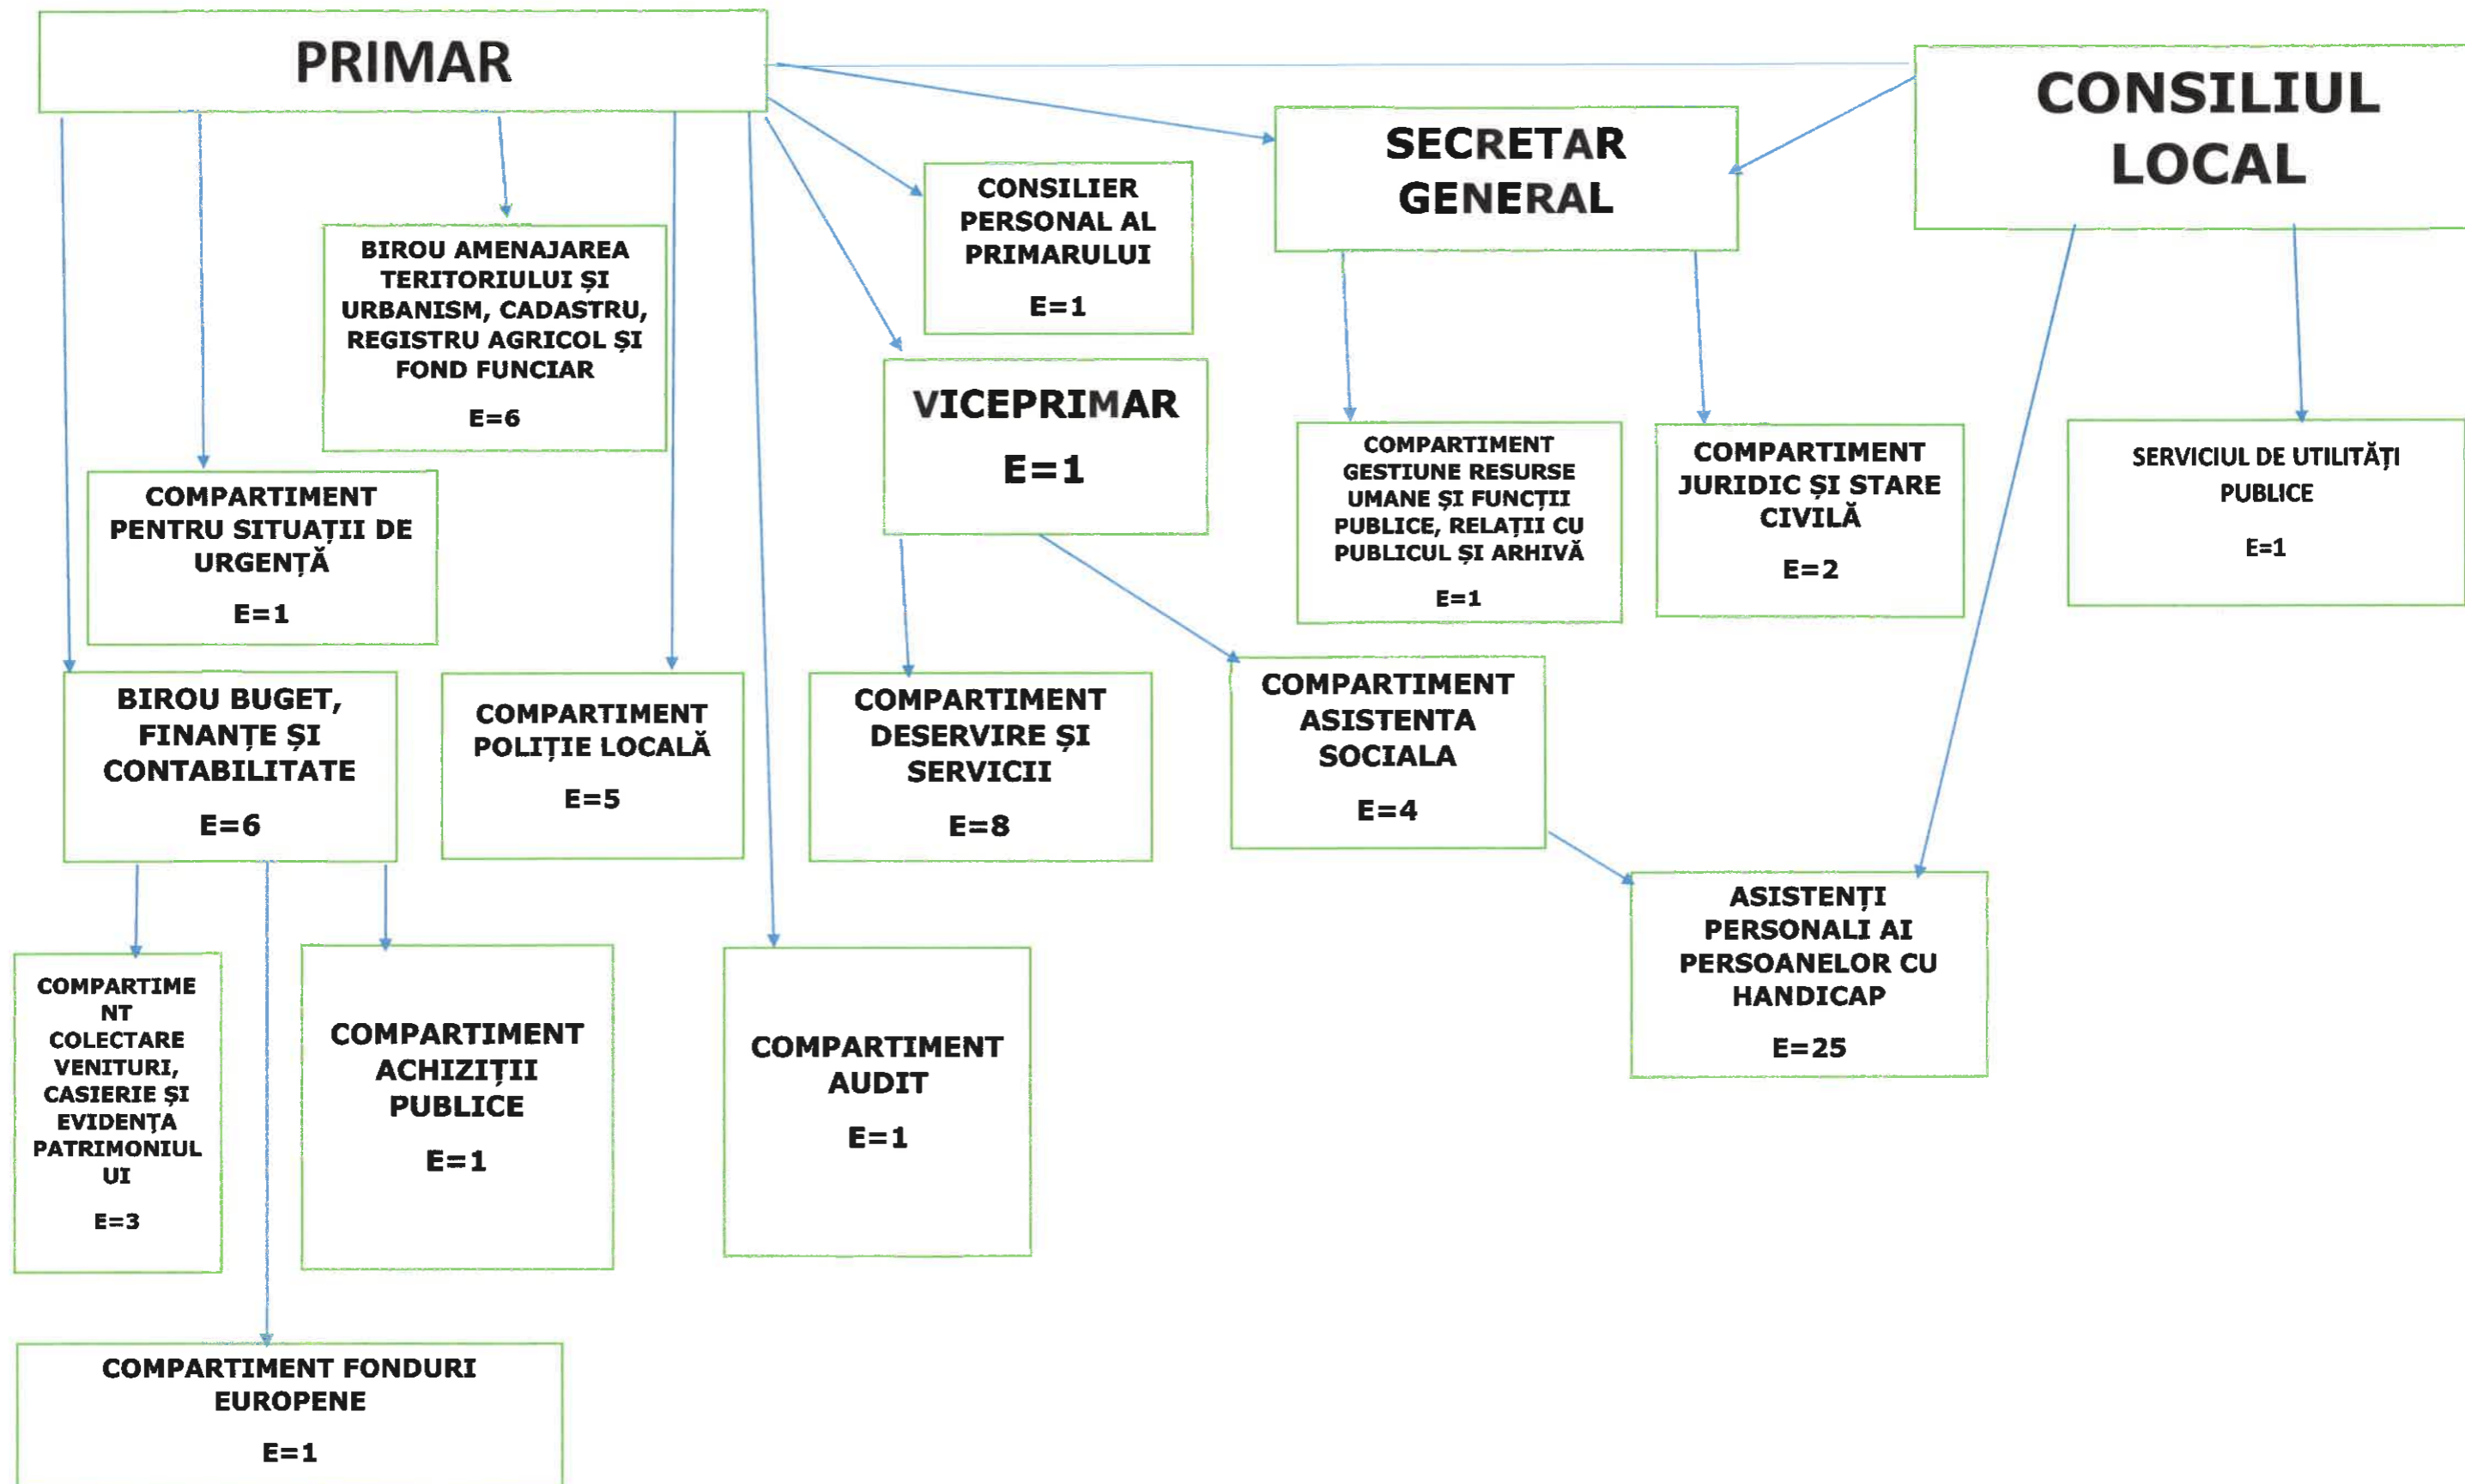 PRIMAR
CONSILIUL
LOCAL
SECRETAR
GENERAL
CONSILIER
PERSONAL AL
PRIMARULUI
E=1
BIROU AMENAJAREA
TERITORIULUI ȘI
URBANISM, CADASTRU,
REGISTRU AGRICOL ȘI
FOND FUNCIAR
E=6
VICEPRIMAR
E=1
COMPARTIMENT
GESTIUNE RESURSE
UMANE ȘI FUNCȚII
PUBLICE, RELAȚII CU
PUBLICUL ȘI ARHIVĂ
E=1
COMPARTIMENT
JURIDIC ȘI STARE
CIVILĂ
E=2
SERVICIUL DE UTILITĂȚI
PUBLICE
E=1
COMPARTIMENT
PENTRU SITUAȚII DE
URGENȚĂ
E=1
BIROU BUGET,
FINANȚE ȘI
CONTABILITATE
E=6
COMPARTIMENT
POLIȚIE LOCALĂ
E=5
COMPARTIMENT
DESERVIRE ȘI
SERVICII
E=8
COMPARTIMENT
ASISTENTA
SOCIALA
E=4
ASISTENȚI
PERSONALI AI
PERSOANELOR CU
HANDICAP
E=25
COMPARTIME
NT
COLECTARE
VENITURI,
CASIERIE ȘI
EVIDENȚA
PATRIMONIUL
UI
E=3
COMPARTIMENT
ACHIZIȚII
PUBLICE
E=1
COMPARTIMENT
AUDIT
E=1
COMPARTIMENT FONDURI
EUROPENE
E=1